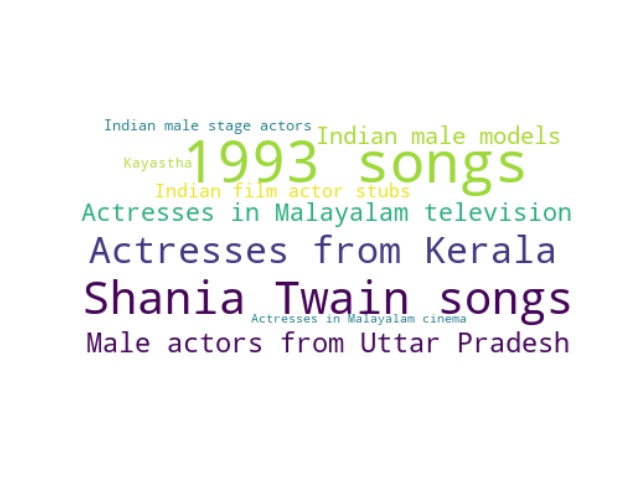 Indian male stage actors
Indian male models
1993 songs
Kayastha
Indian film actor stubs
Actresses in Malayalam television
Actresses from Kerala
Shania Twain songs
Actresses in Malayalam cinema
Male actors from Uttar Pradesh